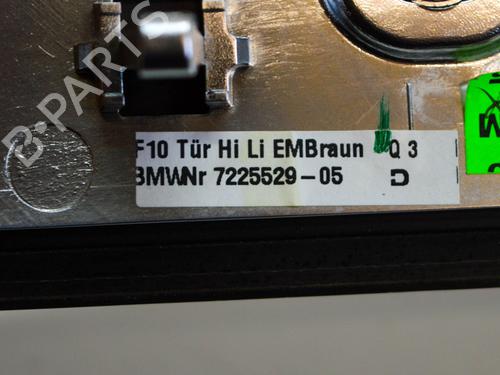 B-PARTS
F10 Tür Hi Li EMBraun Q 3
BMWNr 7225529-05 D